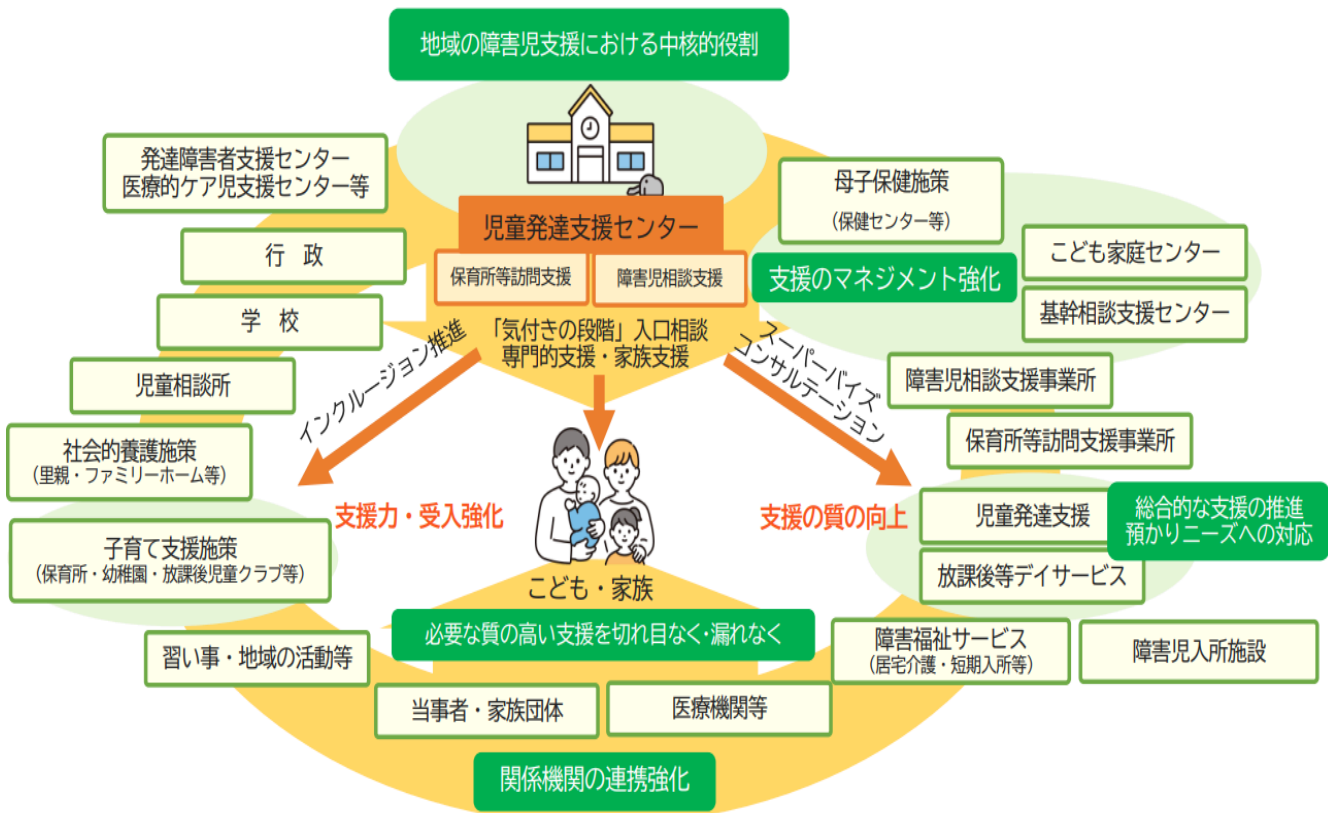 地域の障害児支援における中核的役割
発達障害者支援センター
医療的ケア児支援センター等
行　政
学　校
児童相談所
社会的養護施策
（里親・ファミリーホーム等）
子育て支援施策
（保育所・幼稚園・放課後児童クラブ等）
習い事・地域の活動等
児童発達支援センター
保育所等訪問支援
障害児相談支援
「気付きの段階」入口相談
専門的支援・家族支援
インクルージョン推進
スーパーバイズ
コンサルテーション
支援力・受入強化
支援の質の向上
こども・家族
必要な質の高い支援を切れ目なく・漏れなく
当事者・家族団体
医療機関等
関係機関の連携強化
母子保健施策
（保健センター等）
支援のマネジメント強化
こども家庭センター
基幹相談支援センター
障害児相談支援事業所
保育所等訪問支援事業所
児童発達支援
総合的な支援の推進
預かりニーズへの対応
放課後等デイサービス
障害福祉サービス
（居宅介護・短期入所等）
障害児入所施設